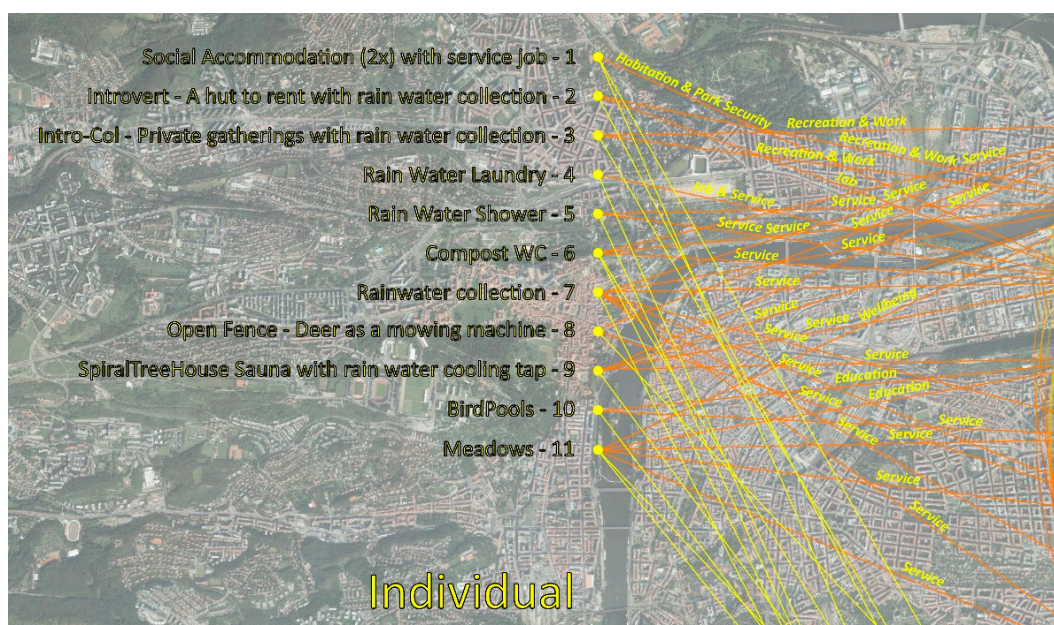 Social Accommodation (2x) with service job - 1
Introvert - A hut to rent with rain water collection - 2
Intro-Col - Private gatherings with rain water collection - 3
Rain Water Laundry - 4
Rain Water Shower - 5
Compost WC - 6
Rainwater collection - 7
Open Fence - Deer as a mowing machine - 8
SpiralTreeHouse Sauna with rain water cooling tap - 9
BirdPools - 10
Meadows - 11
Individual
Habitation & Park Security
Recreation & Work
Recreation & Work Service
Recreation & Work
Job
Job & Service
Service
Service
Service
Service Service
Service
Service
Service
Service
Service
Service - Wellbeing
Service
Service
Service
Education
Education
Service
Service
Service
Service
Service
Service
Service